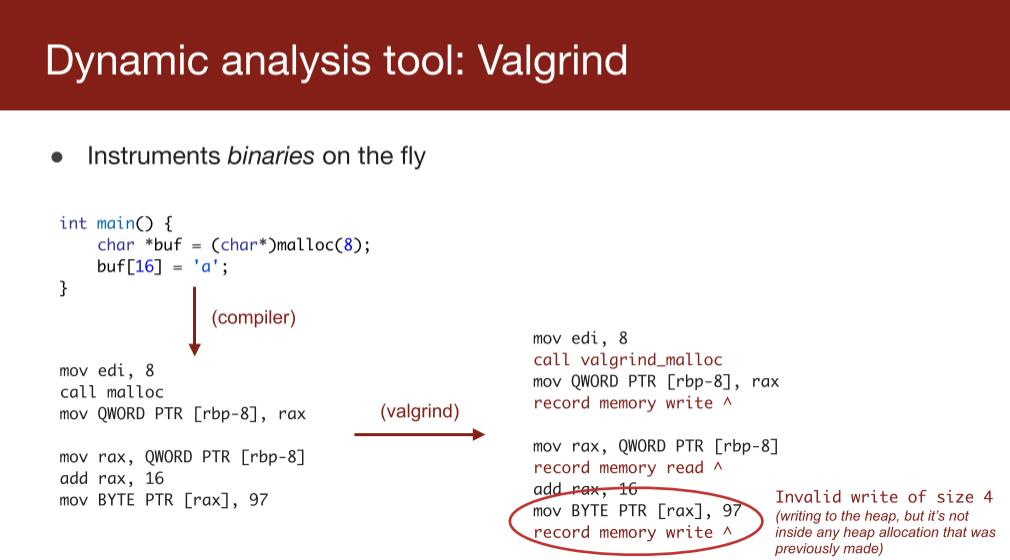 Dynamic analysis tool: Valgrind
● Instruments binaries on the fly
int main() {
    char *buf = (char*)malloc(8);
    buf[16] = 'a';
}
(compiler)
mov edi, 8
call malloc
mov QWORD PTR [rbp-8], rax
mov rax, QWORD PTR [rbp-8]
add rax, 16
mov BYTE PTR [rax], 97
(valgrind)
mov edi, 8
call valgrind_malloc
mov QWORD PTR [rbp-8], rax
record memory write ^
mov rax, QWORD PTR [rbp-8]
record memory read ^
add rax, 16
mov BYTE PTR [rax], 97
record memory write ^
Invalid write of size 4
(writing to the heap, but it's not
inside any heap allocation that was
previously made)